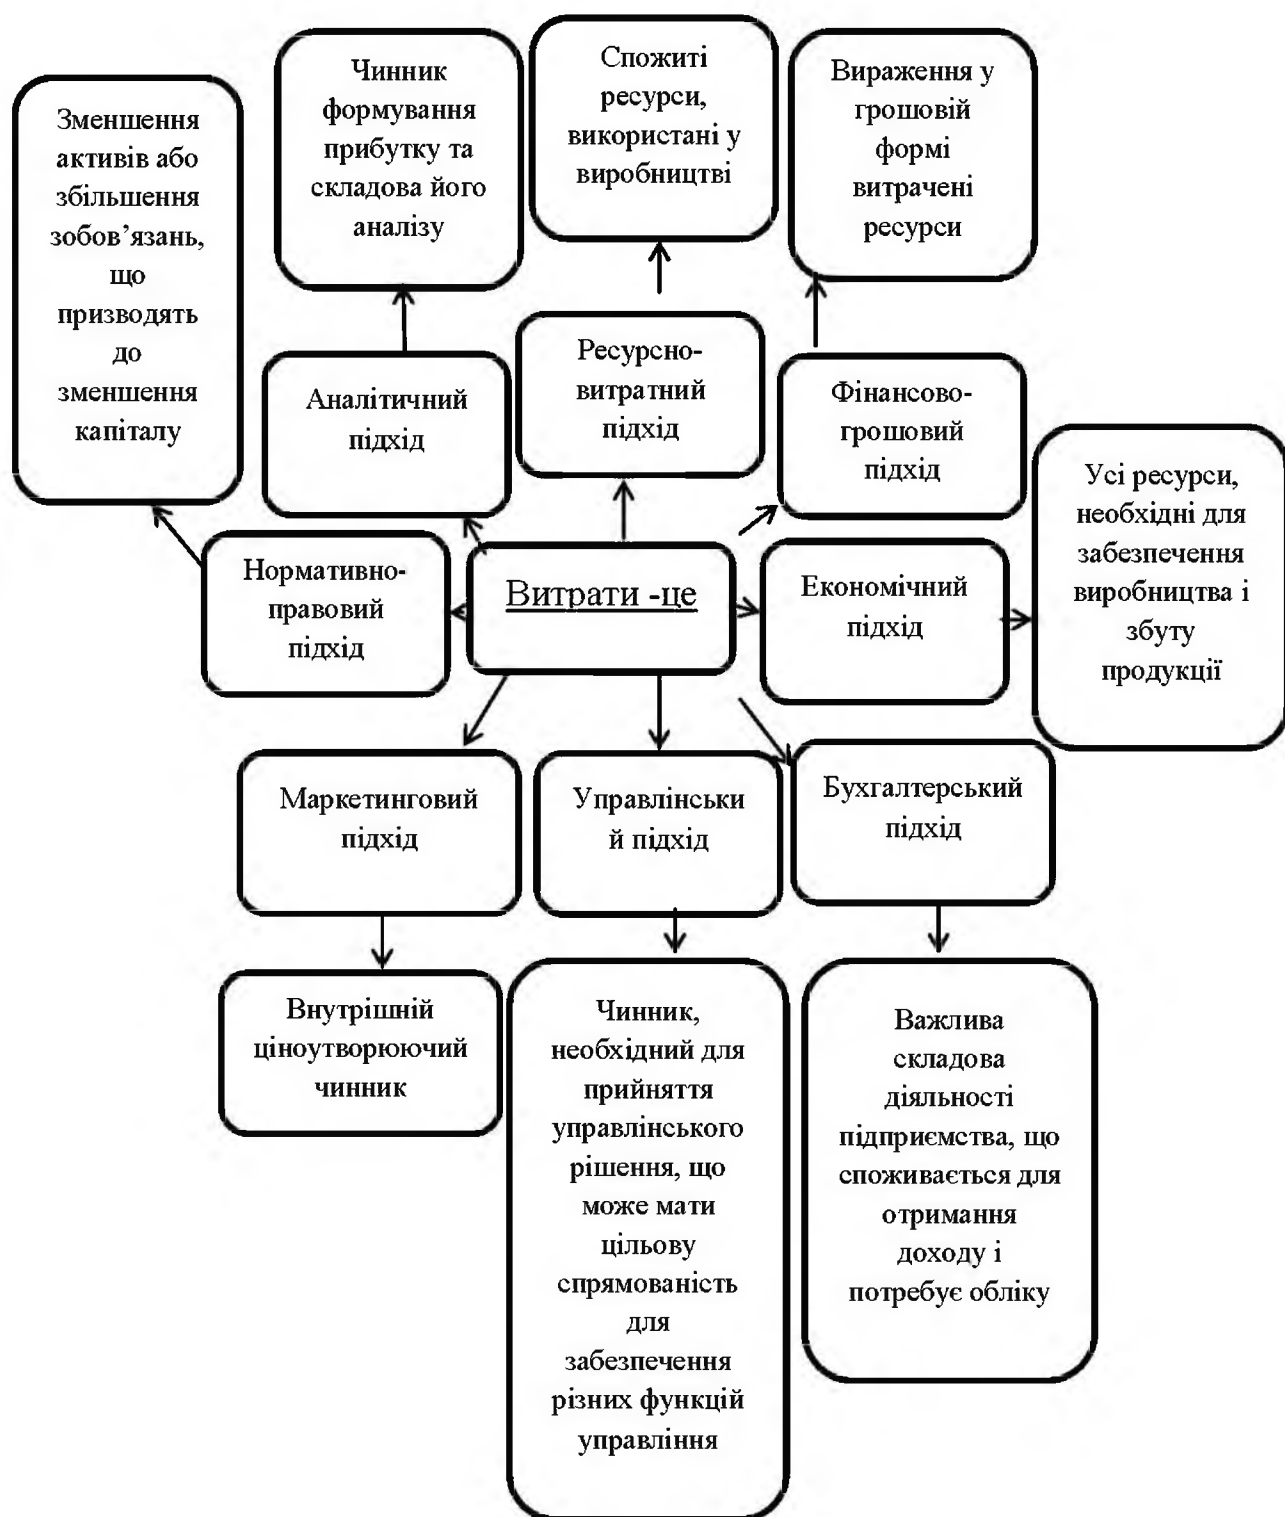 Зменшення
активів або
збільшення
зобов’язань,
що
призводять
до
зменшення
капіталу
Чинник
формування
прибутку та
складова його
аналізу
Спожиті
ресурси,
використані у
виробництві
Вираження у
грошовій
формі
витрачені
ресурси
Аналітичний
підхід
Ресурсно-
витратний
підхід
Фінансово-
грошовий
підхід
Усі ресурси,
необхідні для
забезпечення
виробництва і
збуту
продукції
Нормативно-
правовий
підхід
Витрати -це
Економічний
підхід
Маркетинговий
підхід
Управлінськи
й підхід
Бухгалтерський
підхід
Внутрішній
ціноутворюючий
чинник
Чинник,
необхідний для
прийняття
управлінського
рішення, що
може мати
цільову
спрямованість
для
забезпечення
різних функцій
управління
Важлива
складова
діяльності
підприємства, що
споживається для
отримання
доходу і
потребує обліку